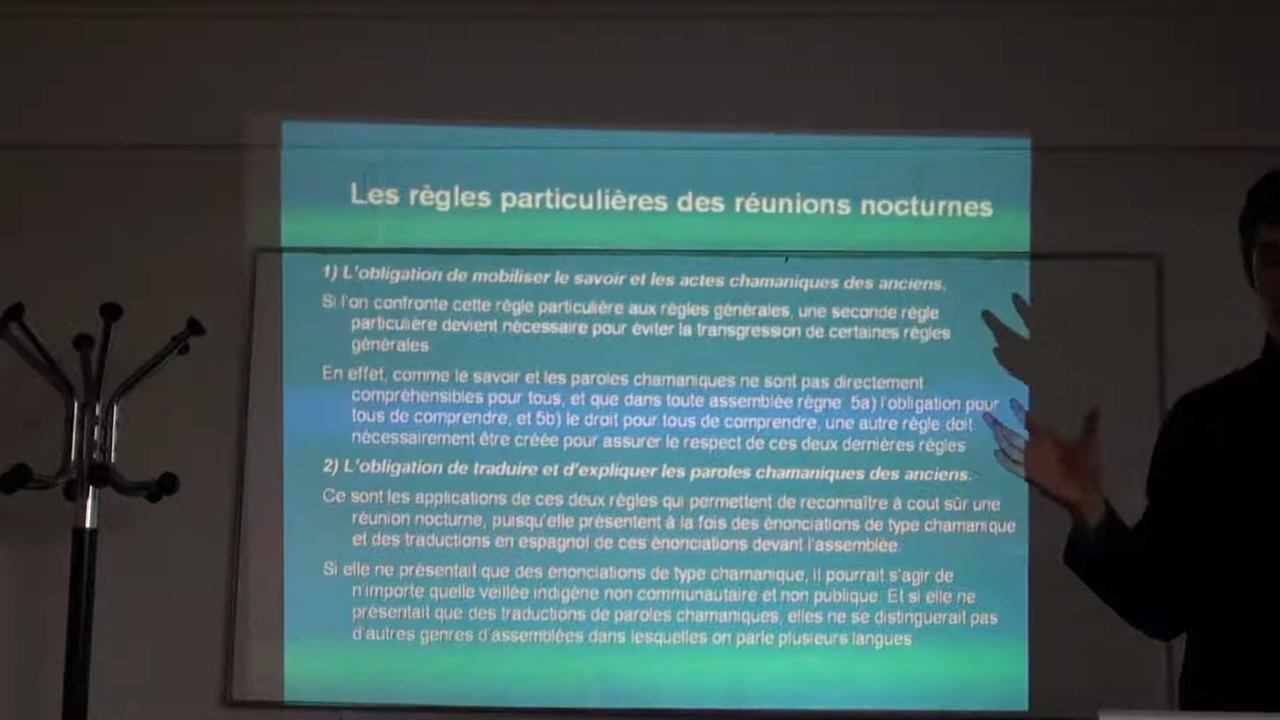 Les règles particulières des réunions nocturnes
1) L'obligation de mobiliser le savoir et les actes chamaniques des anciens.
Si l'on confronte cette règle particulière aux règles générales, une seconde règle
particulière devient nécessaire pour éviter la transgression de certaines règles
générales
En effet, comme le savoir et les paroles chamaniques ne sont pas directement
compréhensibles pour tous, et que dans toute assemblée règne 5a) l'obligation pour
tous de comprendre, et 5b) le droit pour tous de comprendre, une autre règle doit
nécessairement être créée pour assurer le respect de ces deux dernières règles
2) L'obligation de traduire et d'expliquer les paroles chamaniques des anciens.
Ce sont les applications de ces deux règles qui permettent de reconnaître à cout sûr une
réunion nocturne, puisqu'elle présentent à la fois des énonciations de type chamanique
et des traductions en espagnol de ces énonciations devant l'assemblée.
Si elle ne présentait que des énonciations de type chamanique, il pourrait s'agir de
n'importe quelle veillée indigène non communautaire et non publique. Et si elle ne
présentait que des traductions de paroles chamaniques, elles ne se distinguerait pas
d'autres genres d'assemblées dans lesquelles on parle plusieurs langues